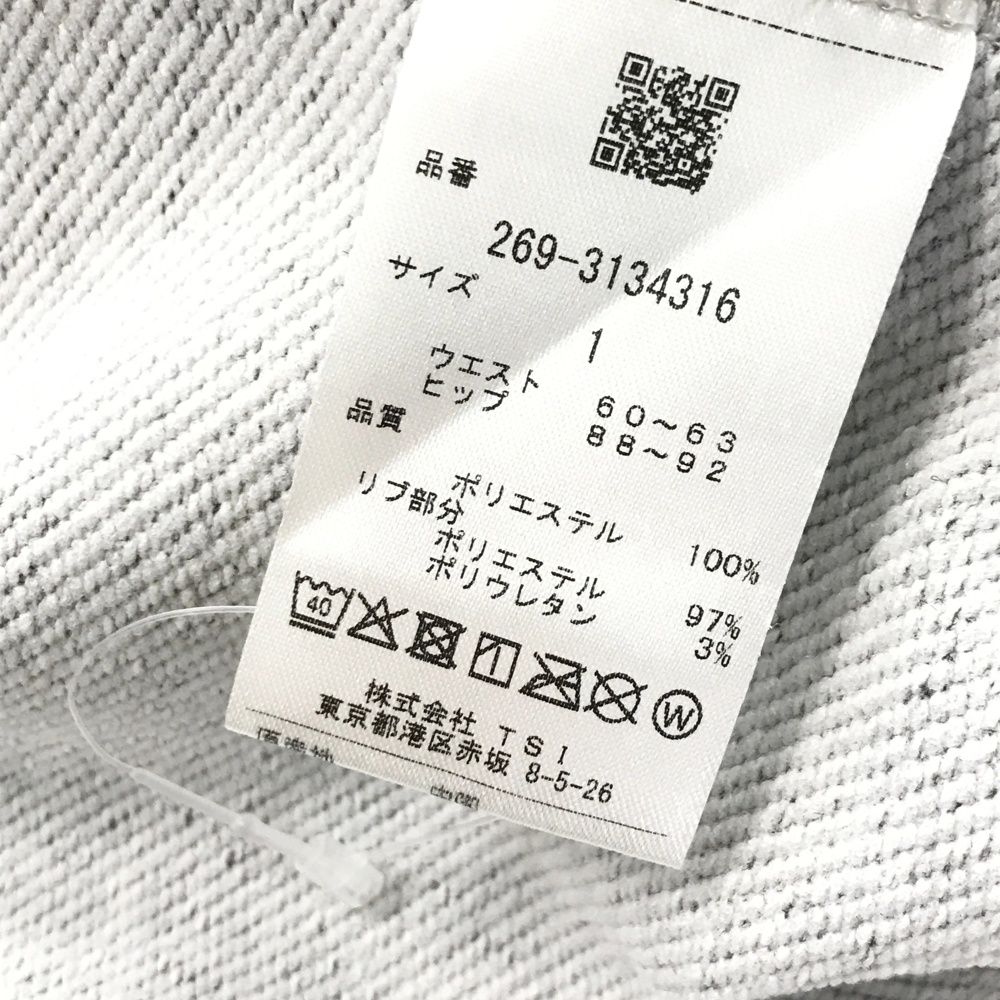 品番
269-3134316
サイズ
1
ウエスト 60～63
ヒップ 88～92
品質
ポリエステル 100%
リブ部分
ポリエステル 97%
ポリウレタン 3%
40
W
株式会社 TSI
東京都港区赤坂 8-5-26